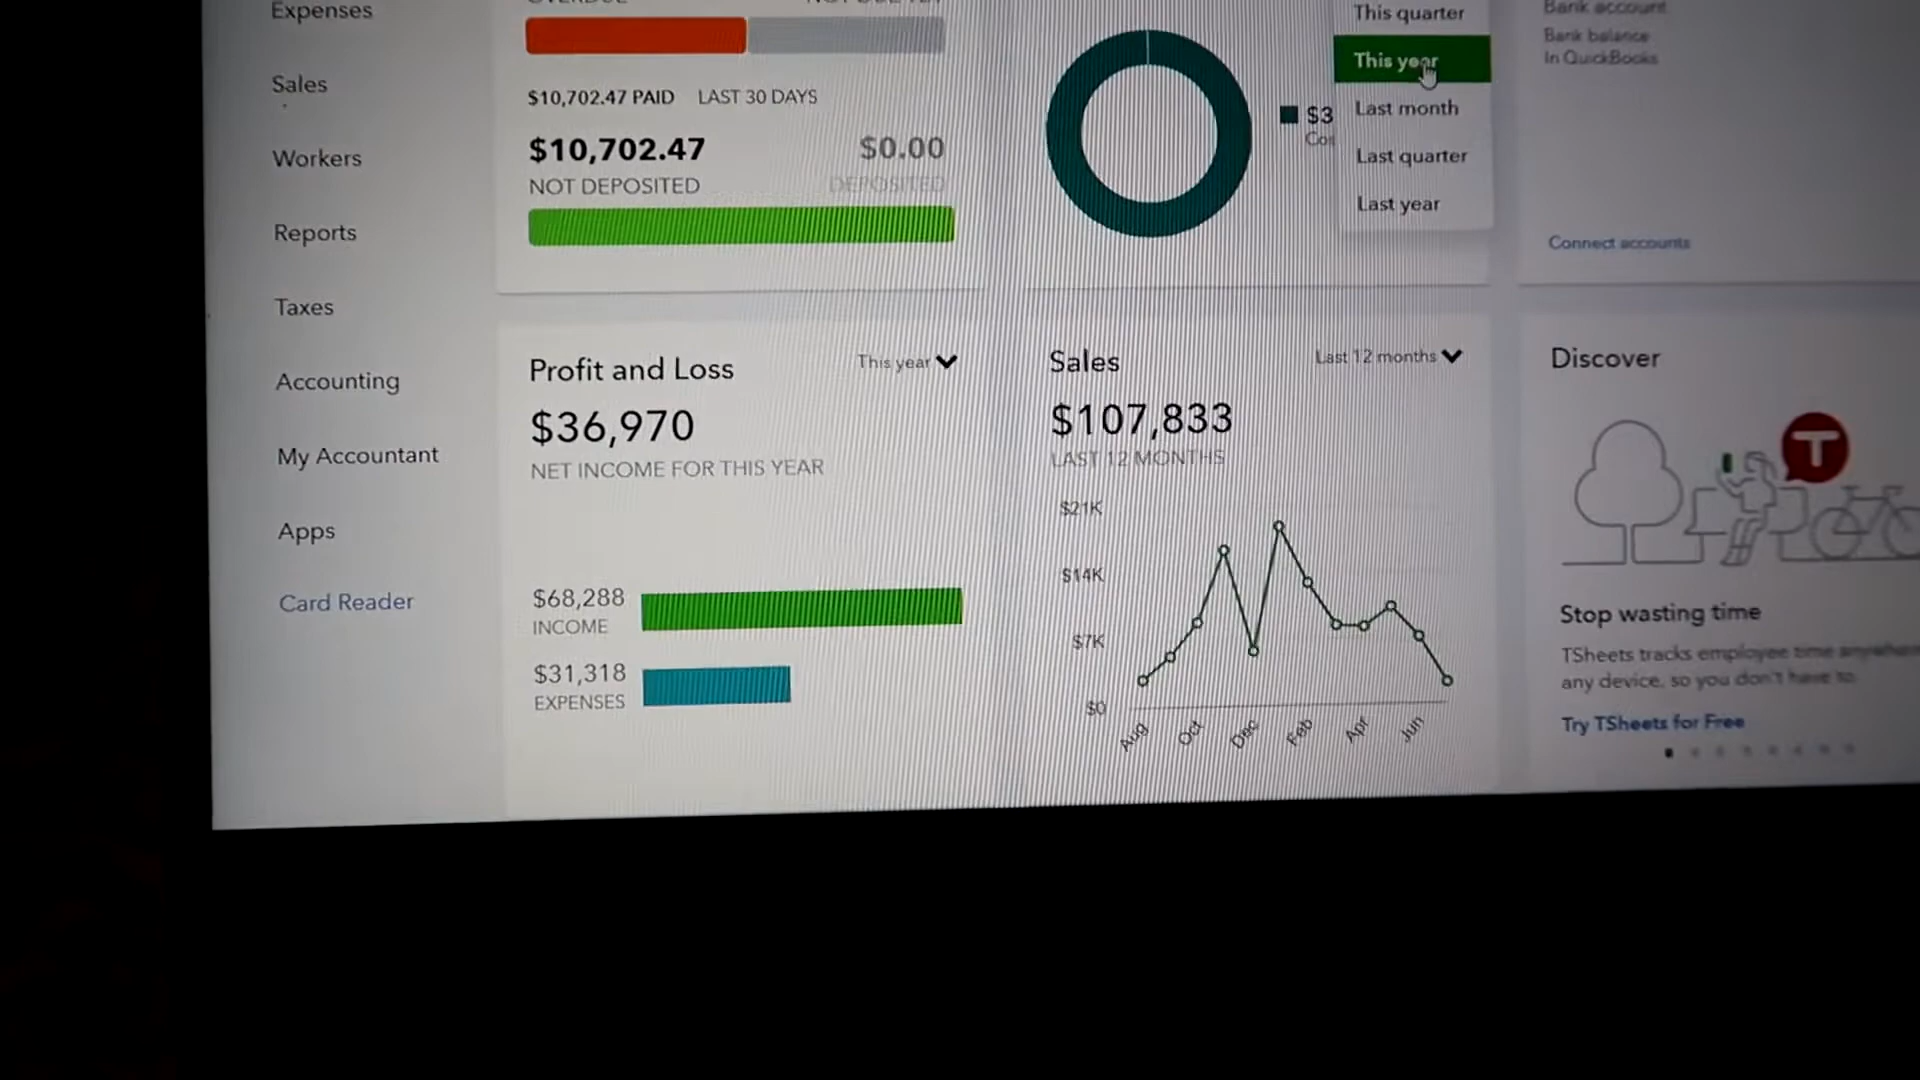 Expenses
Sales
Workers
Reports
Taxes
Accounting
My Accountant
Apps
Card Reader
$10,702.47 PAID LAST 30 DAYS
$10,702.47 $0.00
NOT DEPOSITED DEPOSITED
$3
This quarter
This year
Last month
Last quarter
Last year
Bank account
Bank balance
In QuickBooks
Connect accounts
Profit and Loss This year
$36,970
NET INCOME FOR THIS YEAR
$68,288
INCOME
$31,318
EXPENSES
Sales Last 12 months
$107,833
LAST 12 MONTHS
$21K
$14K
$7K
$0
Aug Oct Dec Feb Apr Jun
Discover
T
Stop wasting time
TSheets tracks employee time anywhere
any device, so you don't have to.
Try TSheets for Free